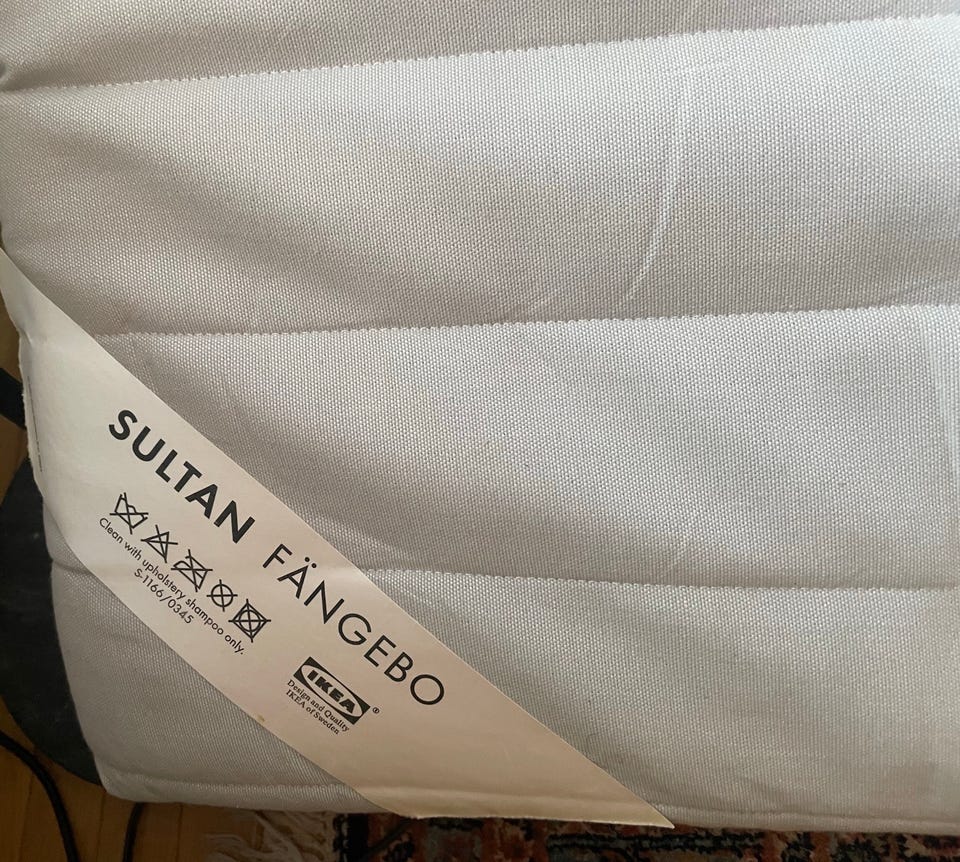 SULTAN FÄNGEBO
Clean with upholstery shampoo only.
S-1166/0345
IKEA®
Design and Quality
IKEA of Sweden